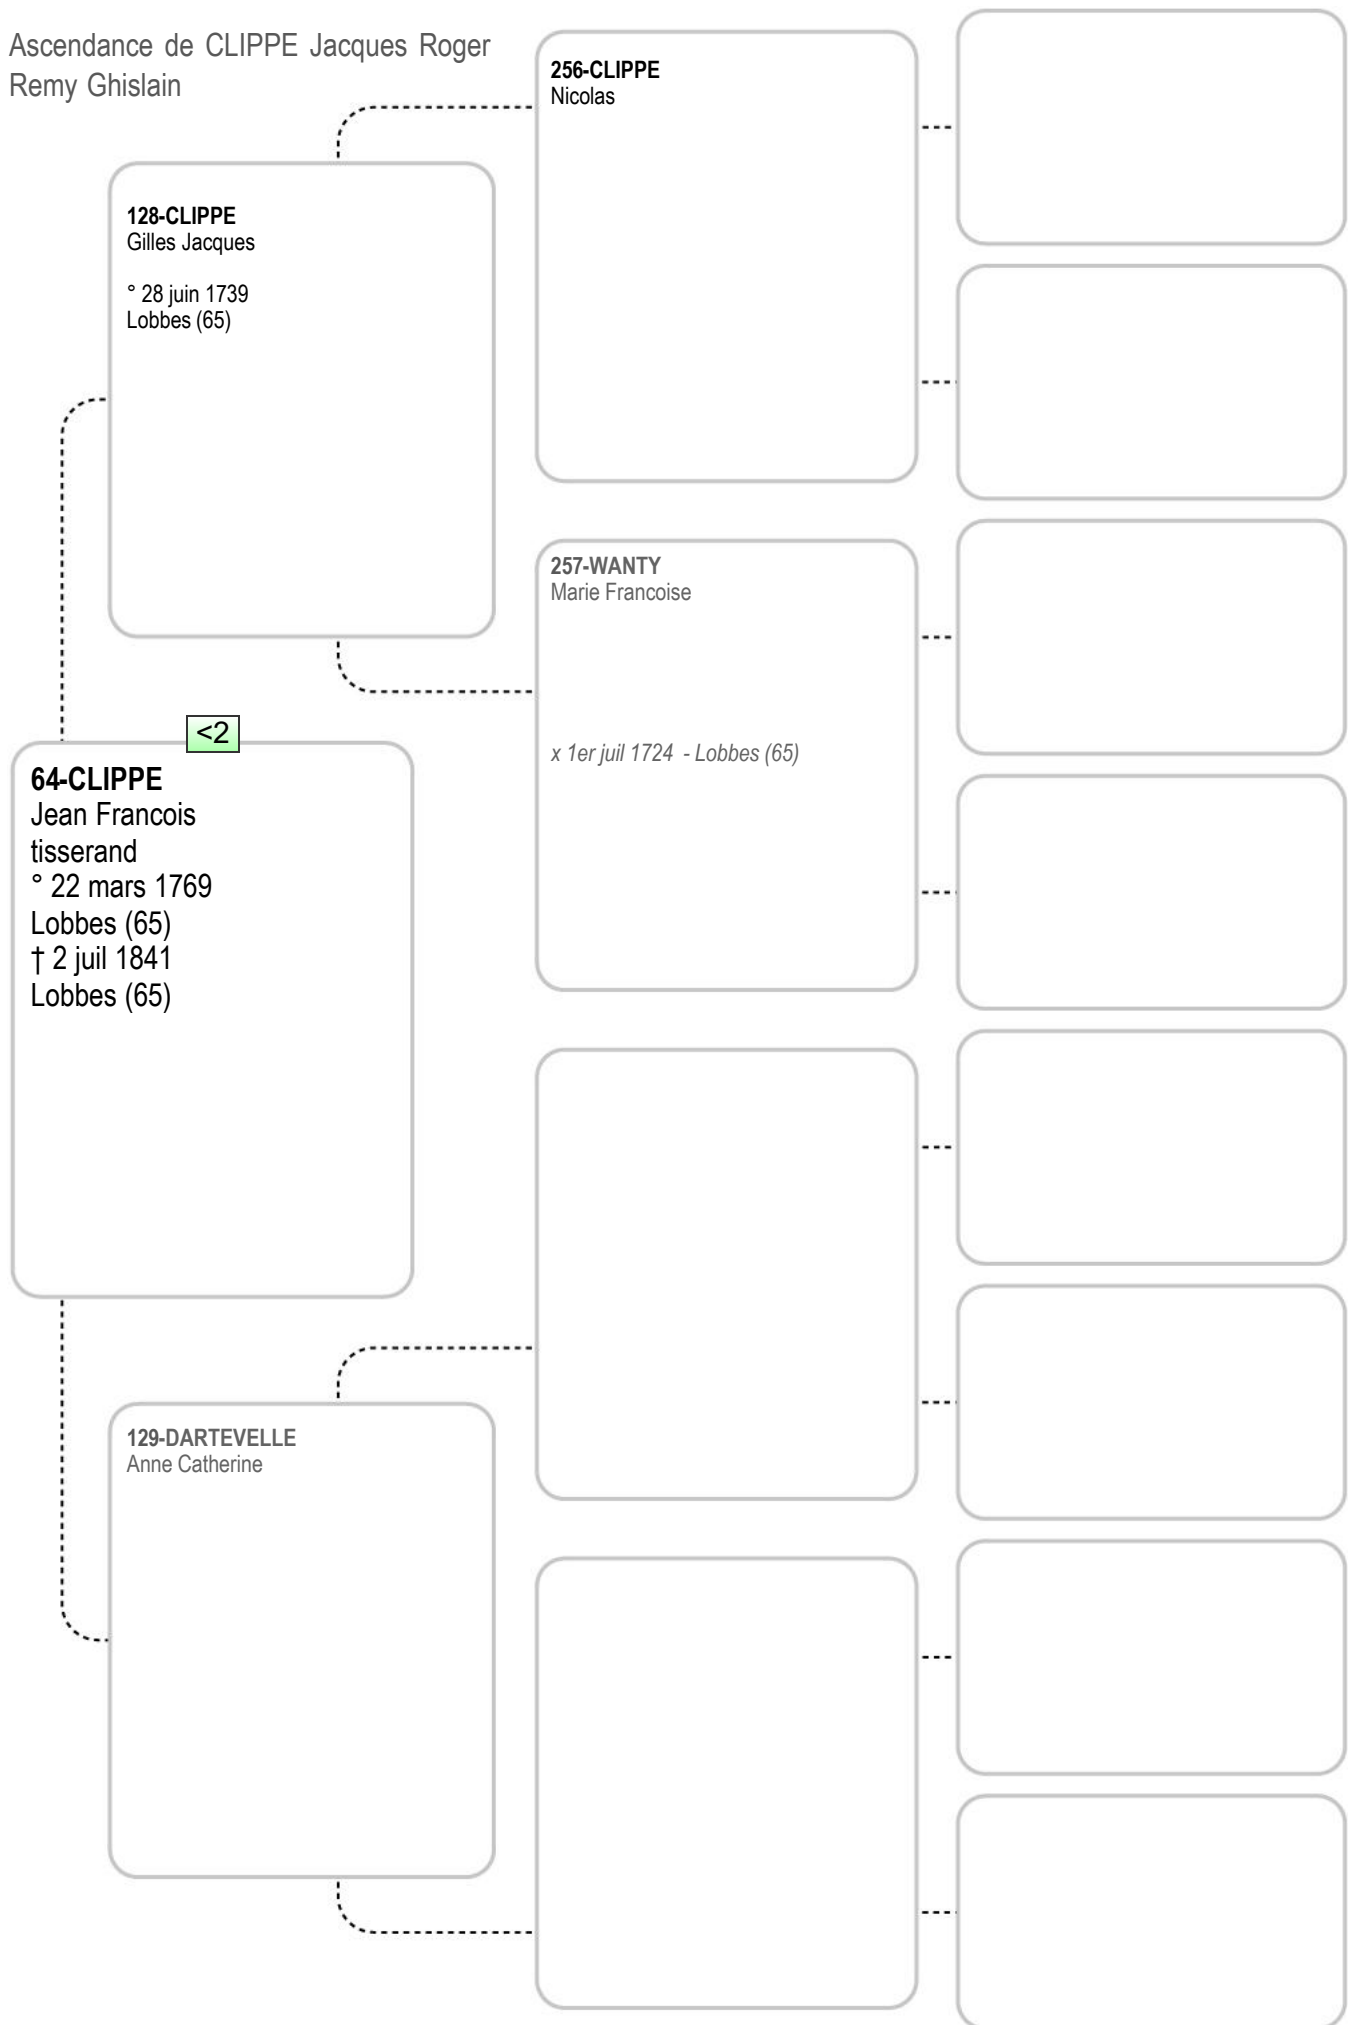 Ascendance de CLIPPE Jacques Roger
Remy Ghislain
256-CLIPPE
Nicolas
128-CLIPPE
Gilles Jacques
° 28 juin 1739
Lobbes (65)
257-WANTY
Marie Francoise
x 1er juil 1724 - Lobbes (65)
<2
64-CLIPPE
Jean Francois
tisserand
° 22 mars 1769
Lobbes (65)
† 2 juil 1841
Lobbes (65)
129-DARTEVELLE
Anne Catherine